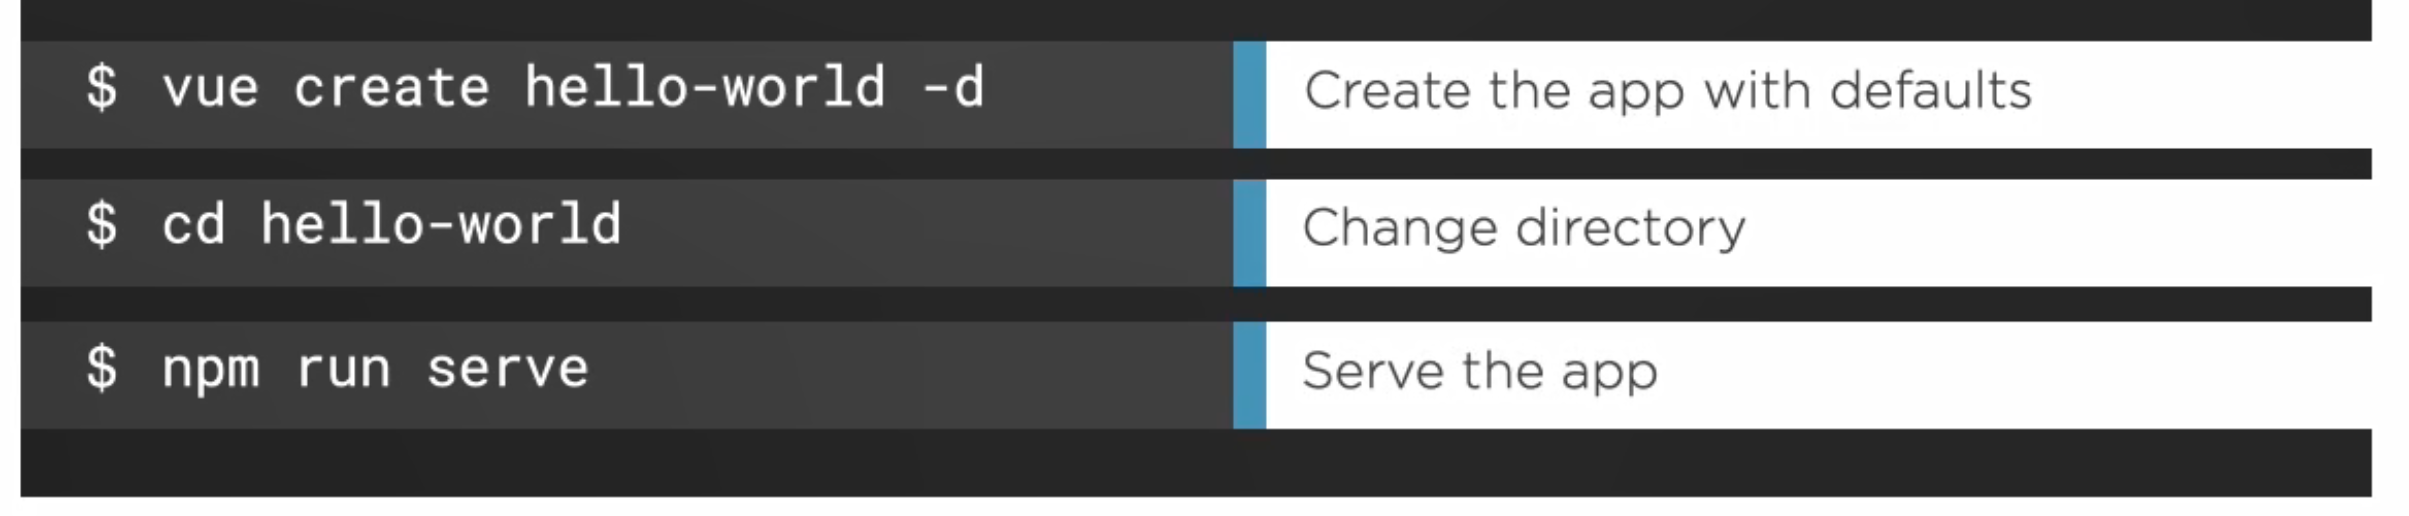 $ vue create hello-world -d
Create the app with defaults
$ cd hello-world
Change directory
$ npm run serve
Serve the app